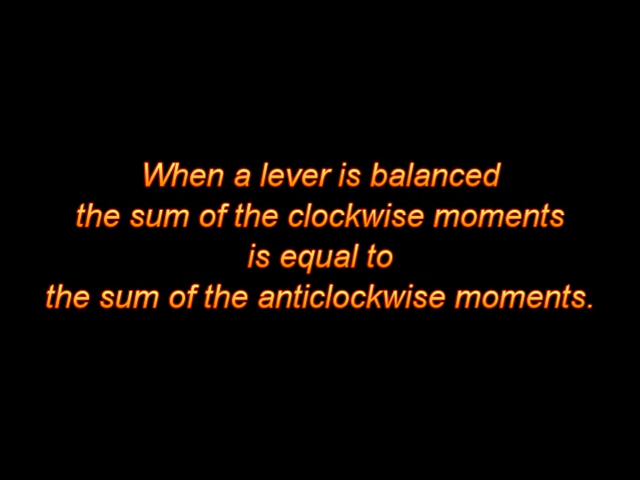 When a lever is balanced
the sum of the clockwise moments
is equal to
the sum of the anticlockwise moments.